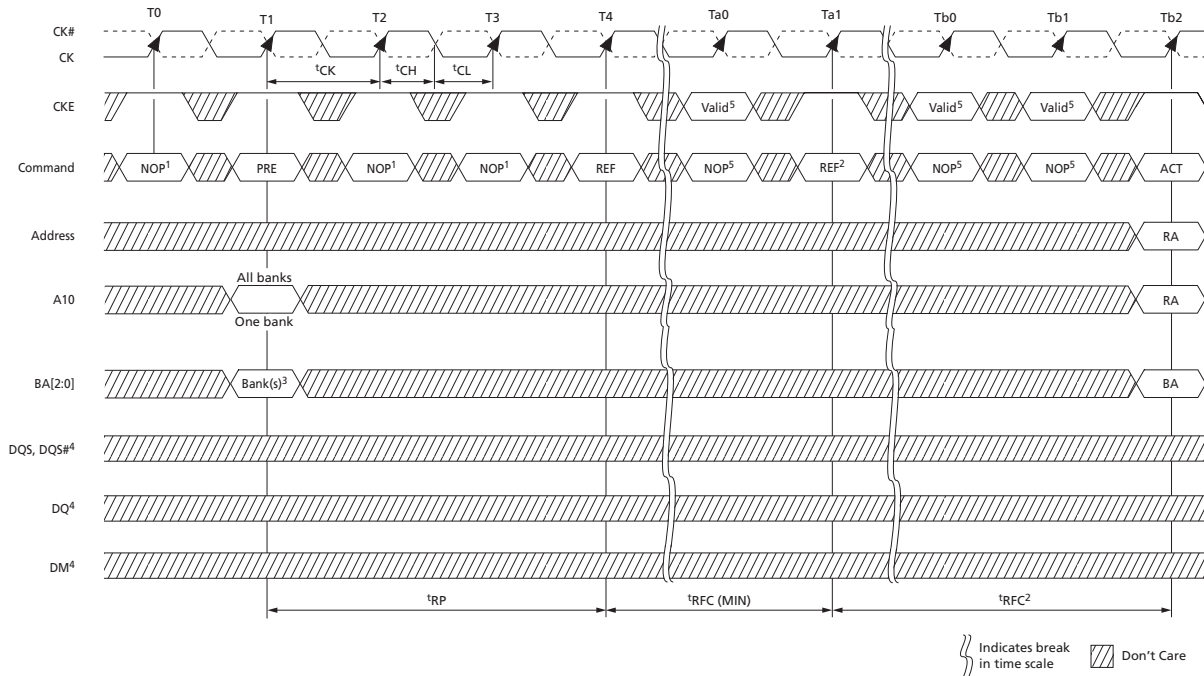 T0 T1 T2 T3 T4 Ta0 Ta1 Tb0 Tb1 Tb2
CK#
CK
tCK tCH tCL
CKE Valid5 Valid5 Valid5
Command NOP1 PRE NOP1 NOP1 REF NOP5 REF2 NOP5 NOP5 ACT
Address RA
All banks
A10 RA
One bank
BA[2:0] Bank(s)3 BA
DQS, DQS#4
DQ4
DM4
tRP tRFC (MIN) tRFC2
Indicates break
in time scale
Don't Care